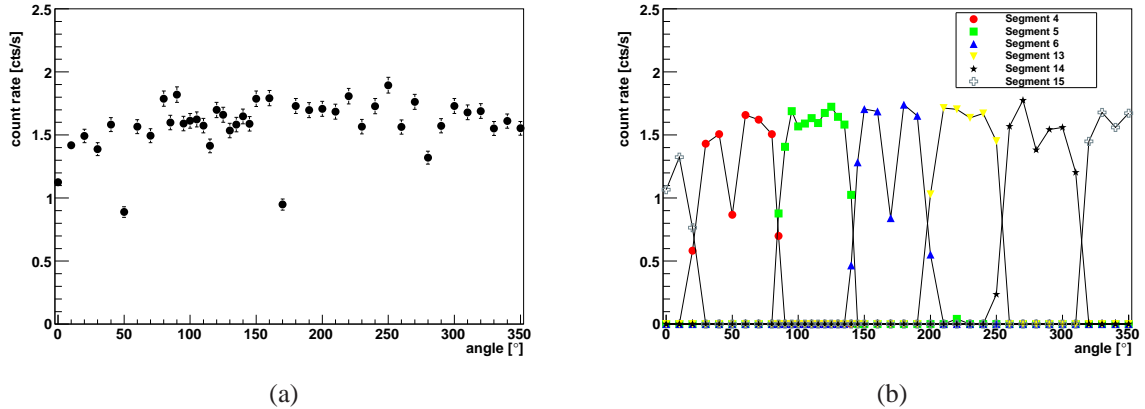 count rate [cts/s]
2.5
2
1.5
1
0.5
0
0 50 100 150 200 250 300 350
angle [°]
(a)
count rate [cts/s]
2.5
2
1.5
1
0.5
0
Segment 4
Segment 5
Segment 6
Segment 13
Segment 14
Segment 15
0 50 100 150 200 250 300 350
angle [°]
(b)